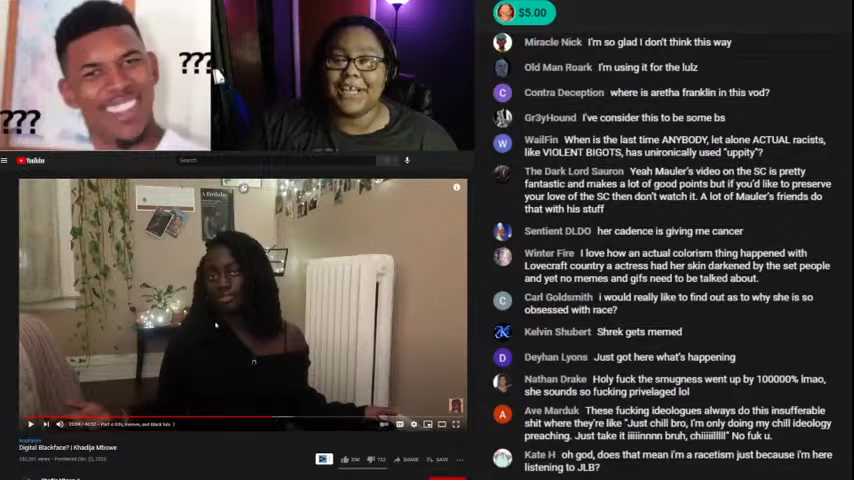 ???
???
$5.00
Miracle Nick I'm so glad I don't think this way
Old Man Roark I'm using it for the lulz
Contra Deception where is aretha franklin in this vod?
Gr3yHound I've consider this to be some bs
WailFin When is the last time ANYBODY, let alone ACTUAL racists,
like VIOLENT BIGOTS, has unironically used "uppity"?
The Dark Lord Sauron Yeah Mauler's video on the SC is pretty
fantastic and makes a lot of good points but if you'd like to preserve
your love of the SC then don't watch it. A lot of Mauler's friends do
that with his stuff
Sentient DLDO her cadence is giving me cancer
Winter Fire I love how an actual colorism thing happened with
Lovecraft country a actress had her skin darkened by the set people
and yet no memes and gifs need to be talked about.
Carl Goldsmith i would really like to find out as to why she is so
obsessed with race?
Kelvin Shubert Shrek gets memed
Deyhan Lyons Just got here what's happening
Nathan Drake Holy fuck the smugness went up by 100000% lmao,
she sounds so fucking privelaged lol
Ave Marduk These fucking ideologues always do this insufferable
shit where they're like "Just chill bro, I'm only doing my chill ideology
preaching. Just take it iiiiinnnn bruh, chiiiiilllll!" No fuk u.
Kate H oh god, does that mean i'm a racetism just because i'm here
listening to JLB?
YouTube
Search
Digital Blackface? | Khadija Mbowe
SHARE
SAVE